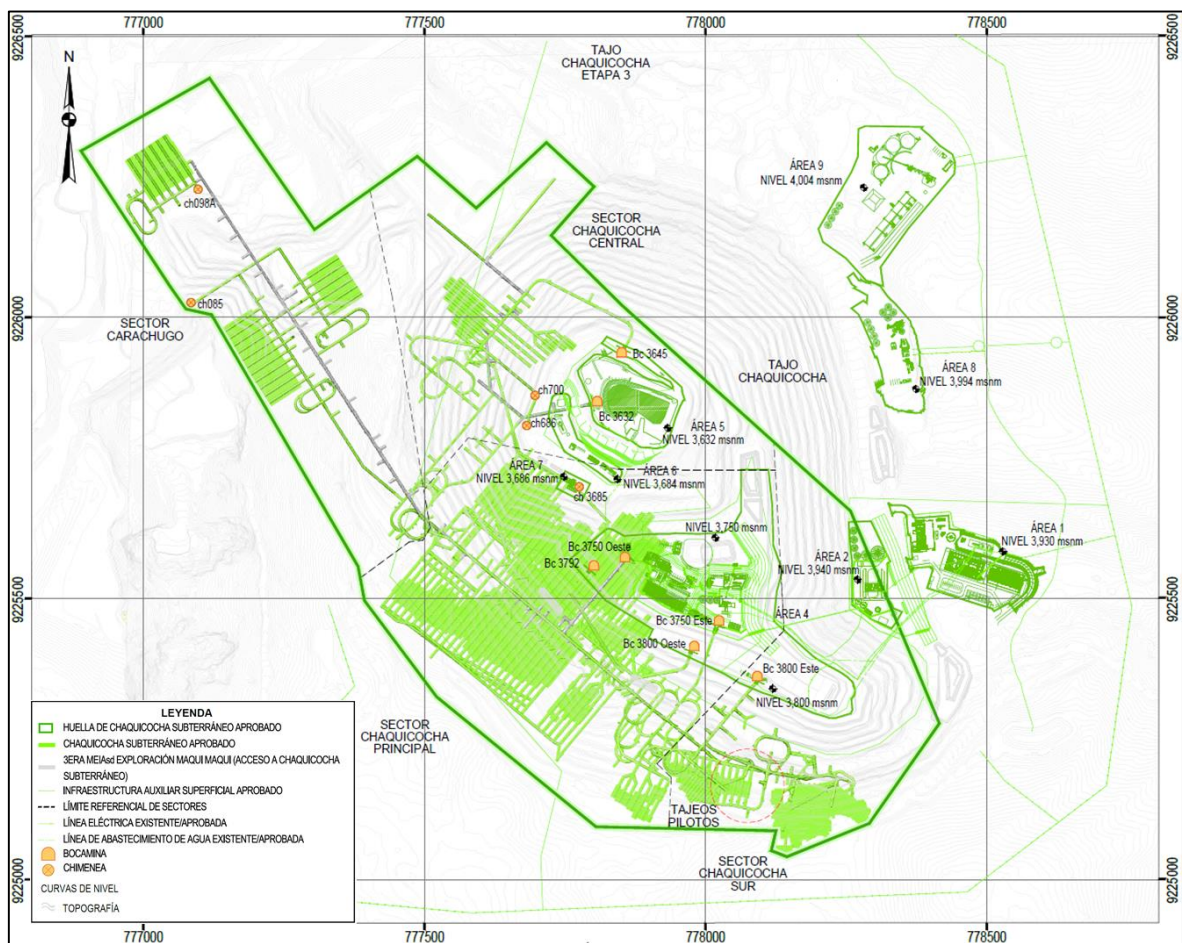 777000
777500
778000
778500
9226500
9226500
N
TAJO
CHAQUICOCHA
ETAPA 3
ÁREA 9
NIVEL 4,004 msnm
ch098A
SECTOR
CHAQUICOCHA
CENTRAL
ch085
9226000
9226000
SECTOR
CARACHUGO
Bc 3645
TAJO
CHAQUICOCHA
ÁREA 8
NIVEL 3,994 msnm
ch700
Bc 3632
ch686
ÁREA 5
NIVEL 3,632 msnm
ÁREA 7
NIVEL 3,686 msnm
ÁREA 6
NIVEL 3,684 msnm
ch 3685
NIVEL 3,750 msnm
ÁREA 1
NIVEL 3,930 msnm
Bc 3750 Oeste
Bc 3792
ÁREA 2
NIVEL 3,940 msnm
9225500
9225500
ÁREA 4
Bc 3750 Este
Bc 3800 Oeste
Bc 3800 Este
NIVEL 3,800 msnm
SECTOR
CHAQUICOCHA
PRINCIPAL
TAJEOS
PILOTOS
SECTOR
CHAQUICOCHA
SUR
LEYENDA
HUELLA DE CHAQUICOCHA SUBTERRÁNEO APROBADO
CHAQUICOCHA SUBTERRÁNEO APROBADO
3ERA MEIAsd EXPLORACIÓN MAQUI MAQUI (ACCESO A CHAQUICOCHA
SUBTERRÁNEO)
INFRAESTRUCTURA AUXILIAR SUPERFICIAL APROBADO
LÍMITE REFERENCIAL DE SECTORES
LÍNEA ELÉCTRICA EXISTENTE/APROBADA
LÍNEA DE ABASTECIMIENTO DE AGUA EXISTENTE/APROBADA
BOCAMINA
CHIMENEA
CURVAS DE NIVEL
TOPOGRAFÍA
9225000
9225000
777000
777500
778000
778500